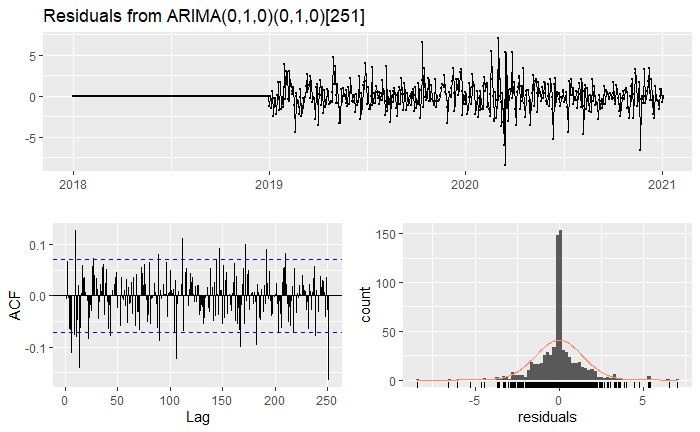 Residuals from ARIMA(0,1,0)(0,1,0)[251]
5
0
-5
2018 2019 2020 2021
ACF
0.1
0.0
-0.1
0 50 100 150 200 250
Lag
count
150
100
50
0
-5 0 5
residuals